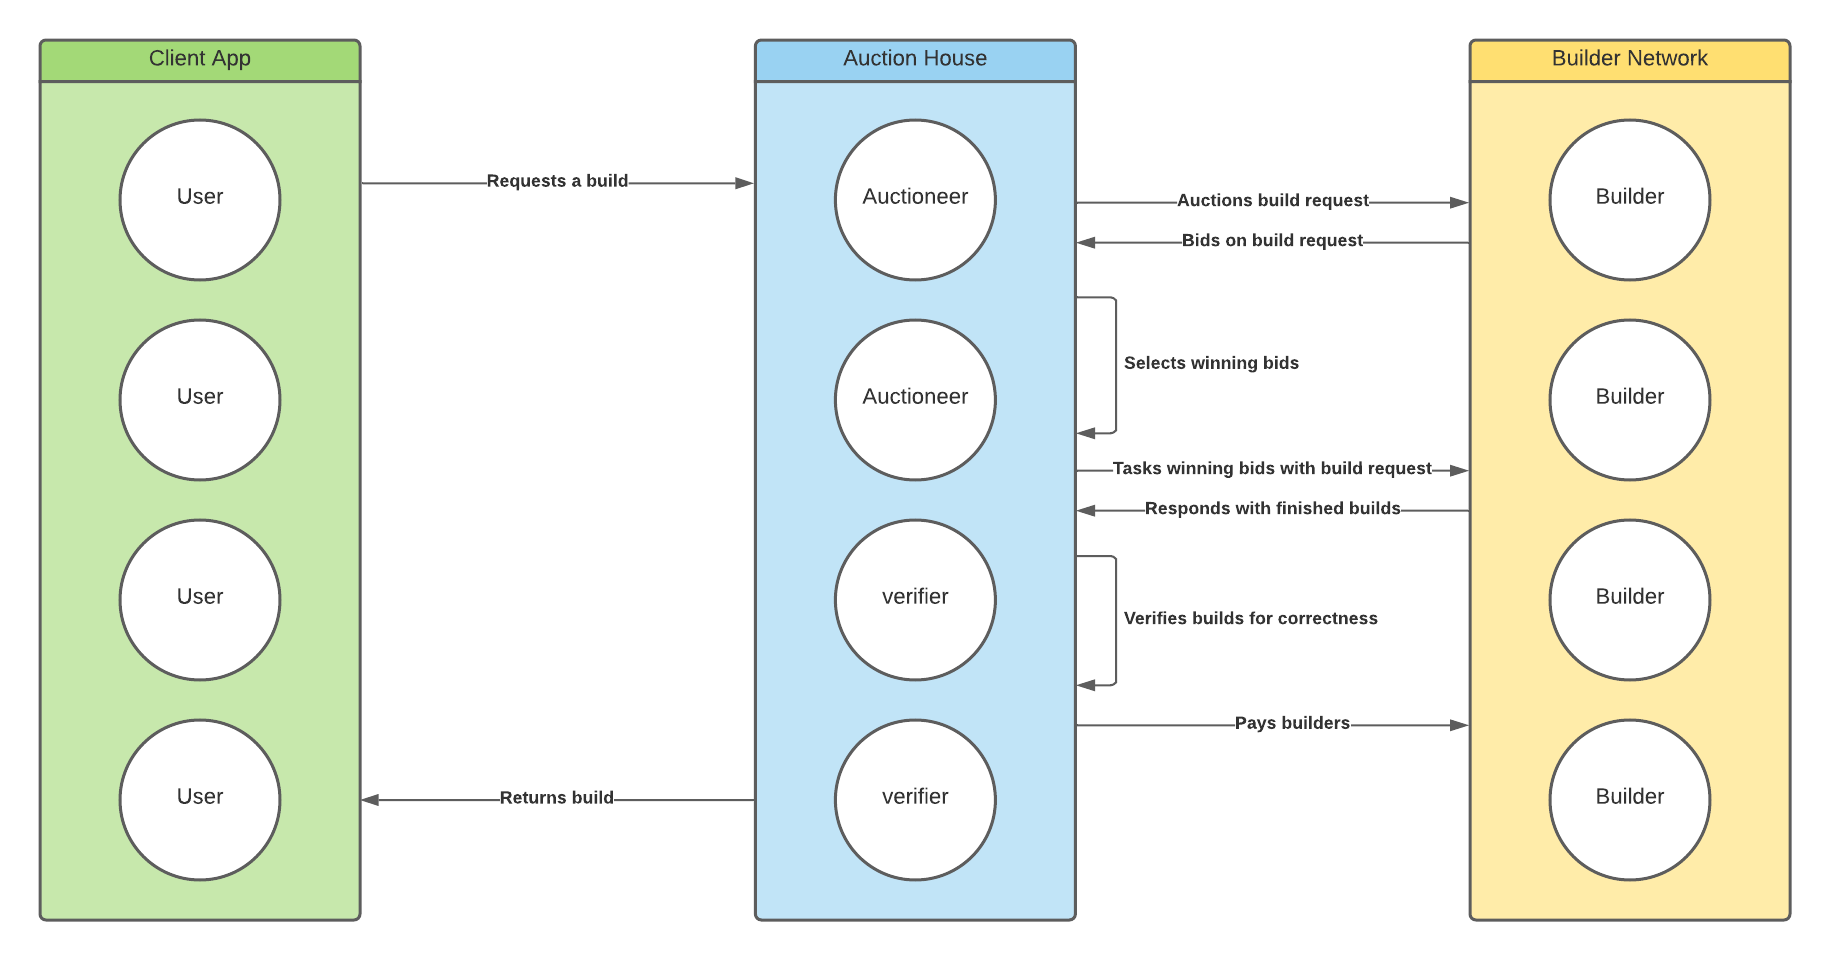 Client App
Auction House
Builder Network
User
Auctioneer
Builder
Requests a build
Auctions build request
Bids on build request
Selects winning bids
User
Auctioneer
Builder
Tasks winning bids with build request
Responds with finished builds
User
verifier
Builder
Verifies builds for correctness
Pays builders
User
verifier
Builder
Returns build